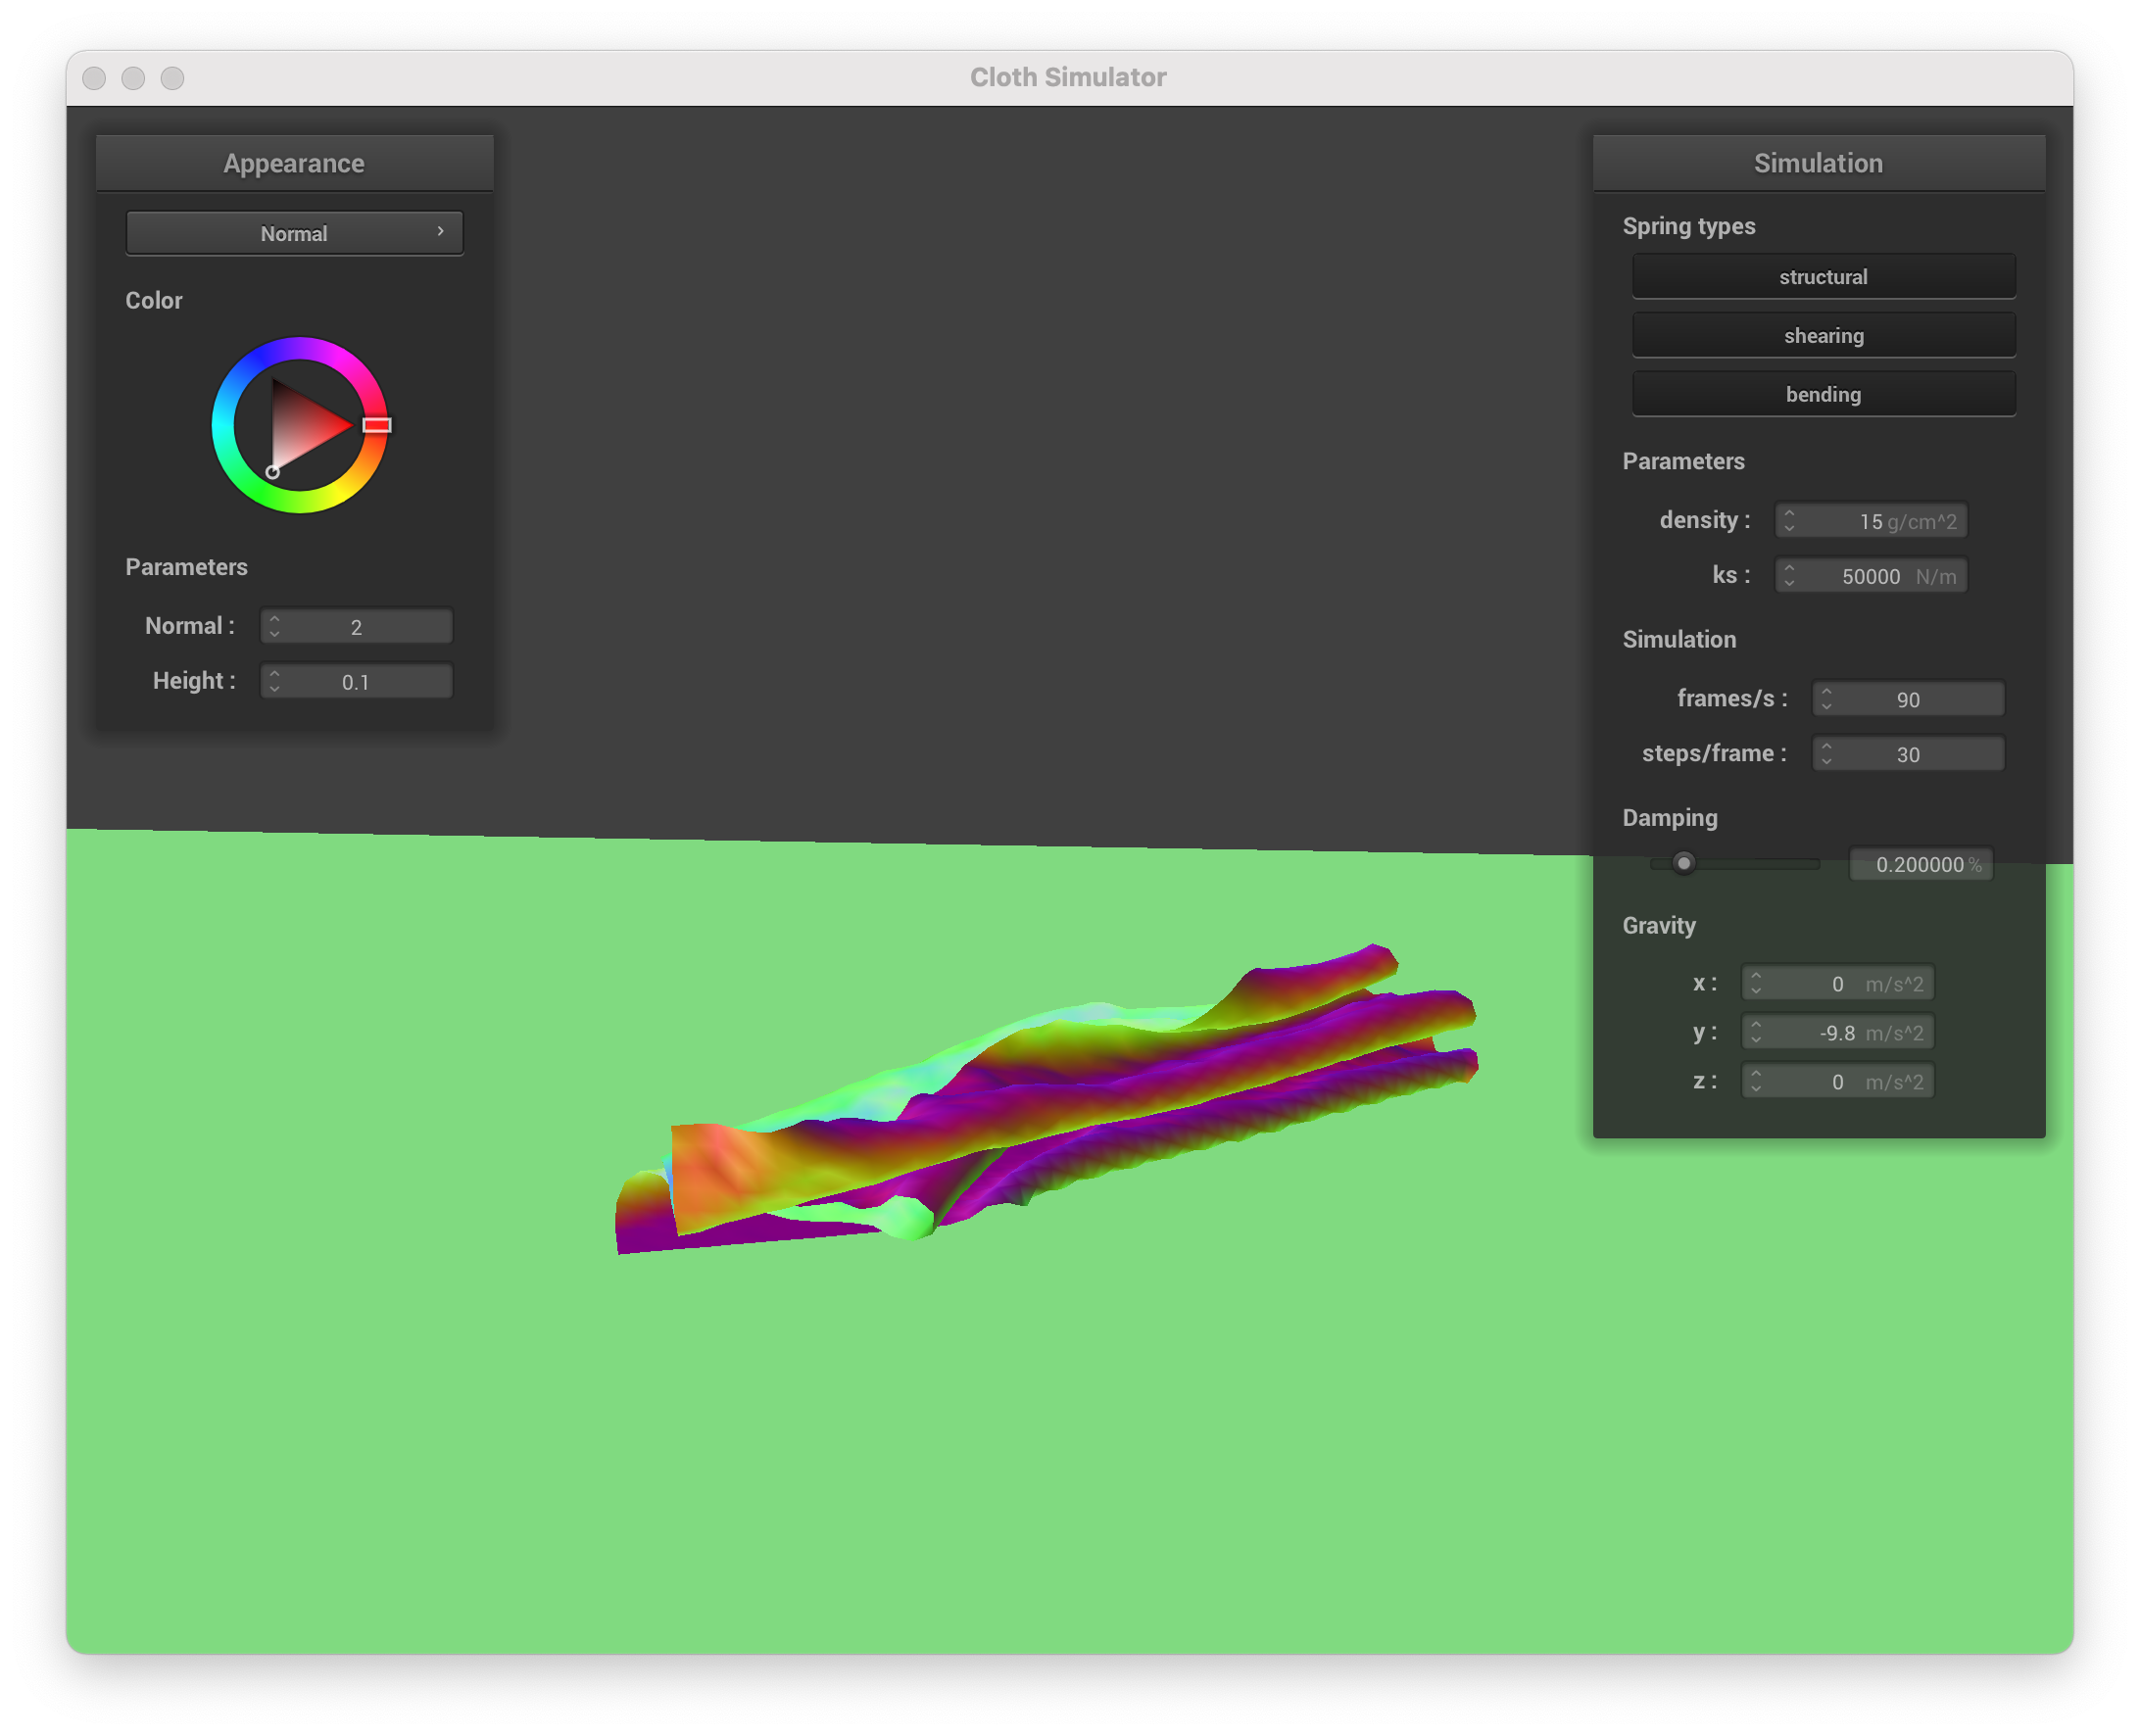 Cloth Simulator
Appearance
Normal
Color
Parameters
Normal : 2
Height : 0.1
Simulation
Spring types
structural
shearing
bending
Parameters
density : 15 g/cm^2
ks : 50000 N/m
Simulation
frames/s : 90
steps/frame : 30
Damping
0.200000 %
Gravity
x : 0 m/s^2
y : -9.8 m/s^2
z : 0 m/s^2